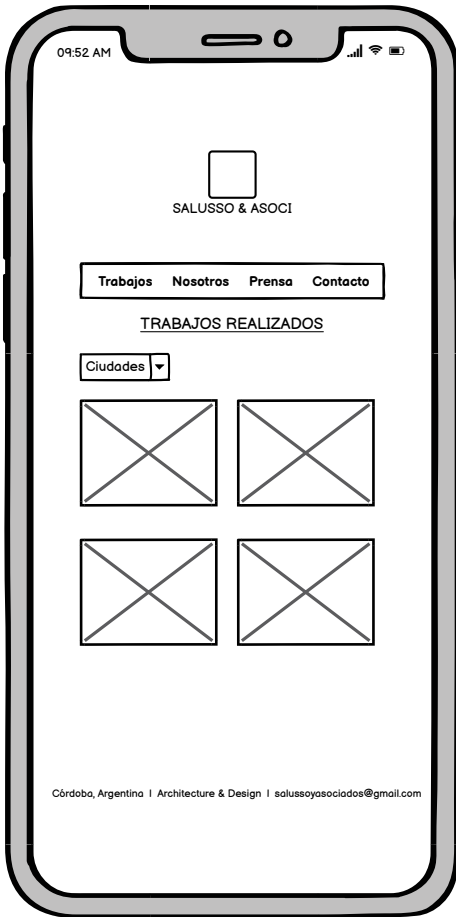 09:52 AM
SALUSSO & ASOCI
Trabajos Nosotros Prensa Contacto
TRABAJOS REALIZADOS
Ciudades
Córdoba, Argentina | Architecture & Design | salussoyasociados@gmail.com